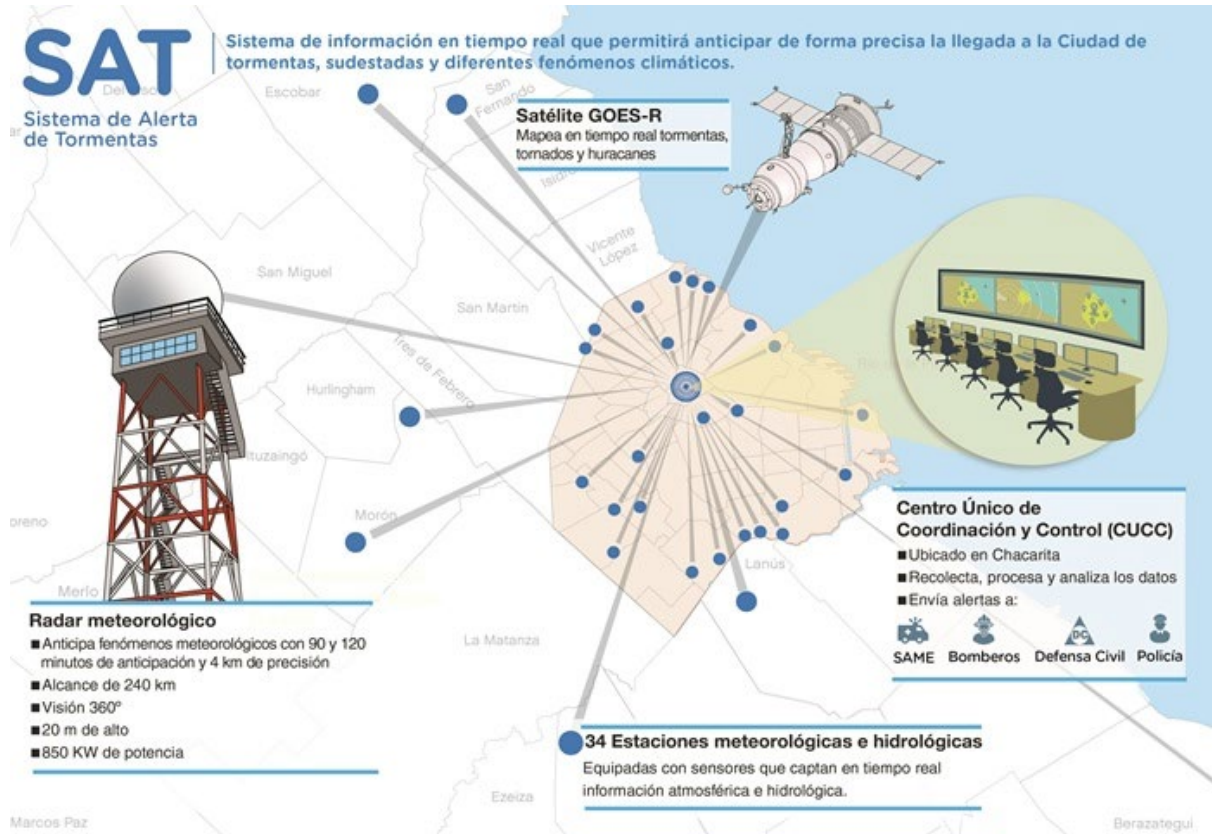 SAT
Sistema de Alerta
de Tormentas
Sistema de información en tiempo real que permitirá anticipar de forma precisa la llegada a la Ciudad de
tormentas, sudestadas y diferentes fenómenos climáticos.
Escobar
San
Fernando
Satélite GOES-R
Mapea en tiempo real tormentas,
tornados y huracanes
Vicente
López
San Miguel
San Martin
Tres de Febrero
Hurlingham
Ituzaingó
Morón
Merlo
Lanús
La Matanza
Ezeiza
Marcos Paz
Berazategui
Radar meteorológico
■Anticipa fenómenos meteorológicos con 90 y 120
minutos de anticipación y 4 km de precisión
■Alcance de 240 km
■Visión 360º
■20 m de alto
■850 KW de potencia
Centro Único de
Coordinación y Control (CUCC)
■Ubicado en Chacarita
■Recolecta, procesa y analiza los datos
■Envía alertas a:
DC
SAME Bomberos Defensa Civil Policía
34 Estaciones meteorológicas e hidrológicas
Equipadas con sensores que captan en tiempo real
información atmosférica e hidrológica.